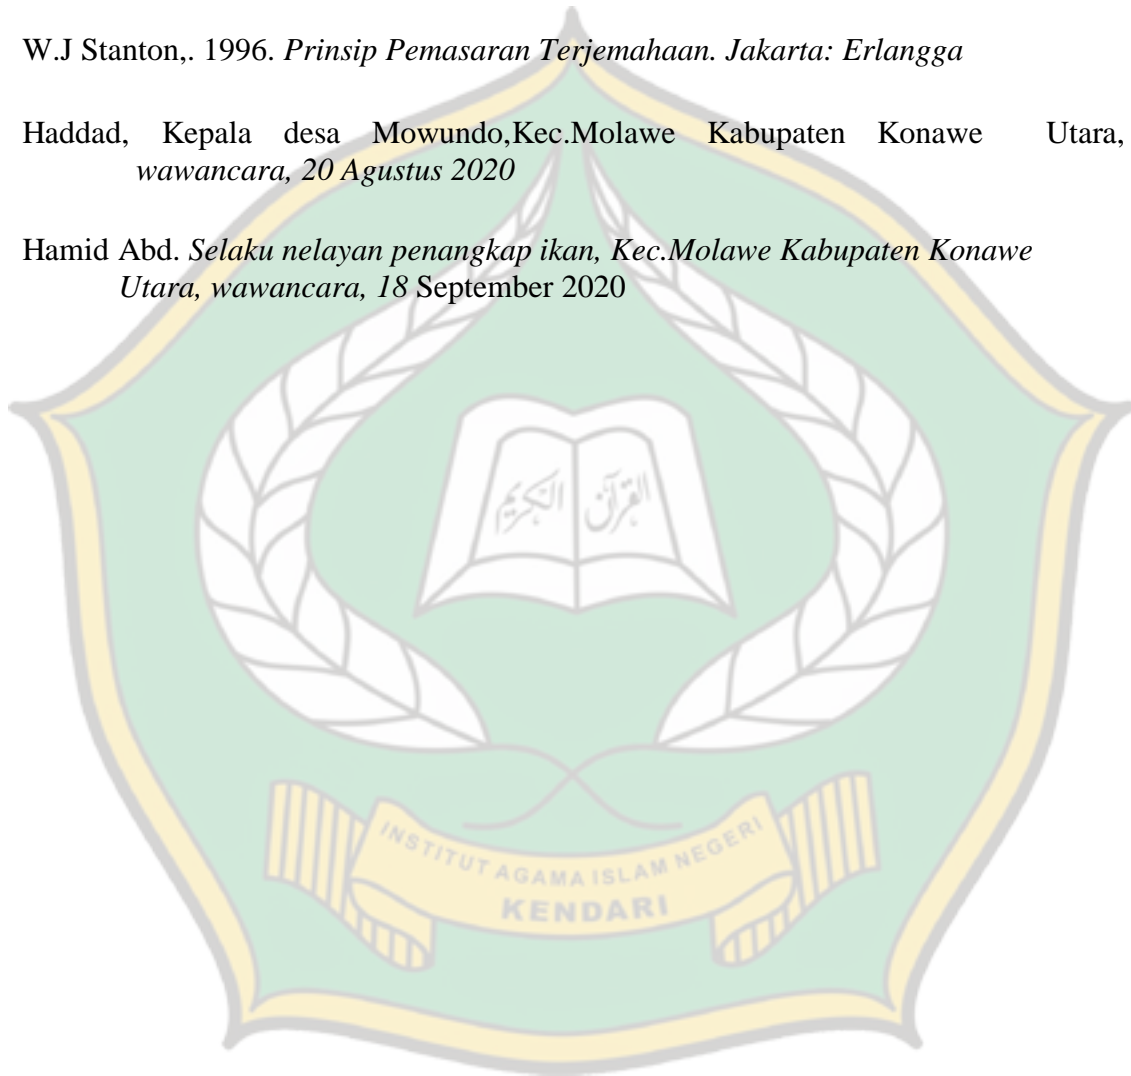 W.J Stanton,. 1996. Prinsip Pemasaran Terjemahaan. Jakarta: Erlangga
Haddad, Kepala desa Mowundo,Kec.Molawe Kabupaten Konawe Utara,
wawancara, 20 Agustus 2020
Hamid Abd. Selaku nelayan penangkap ikan, Kec.Molawe Kabupaten Konawe
Utara, wawancara, 18 September 2020
القرآن الكريم
INSTITUT AGAMA ISLAM NEGERI
KENDARI